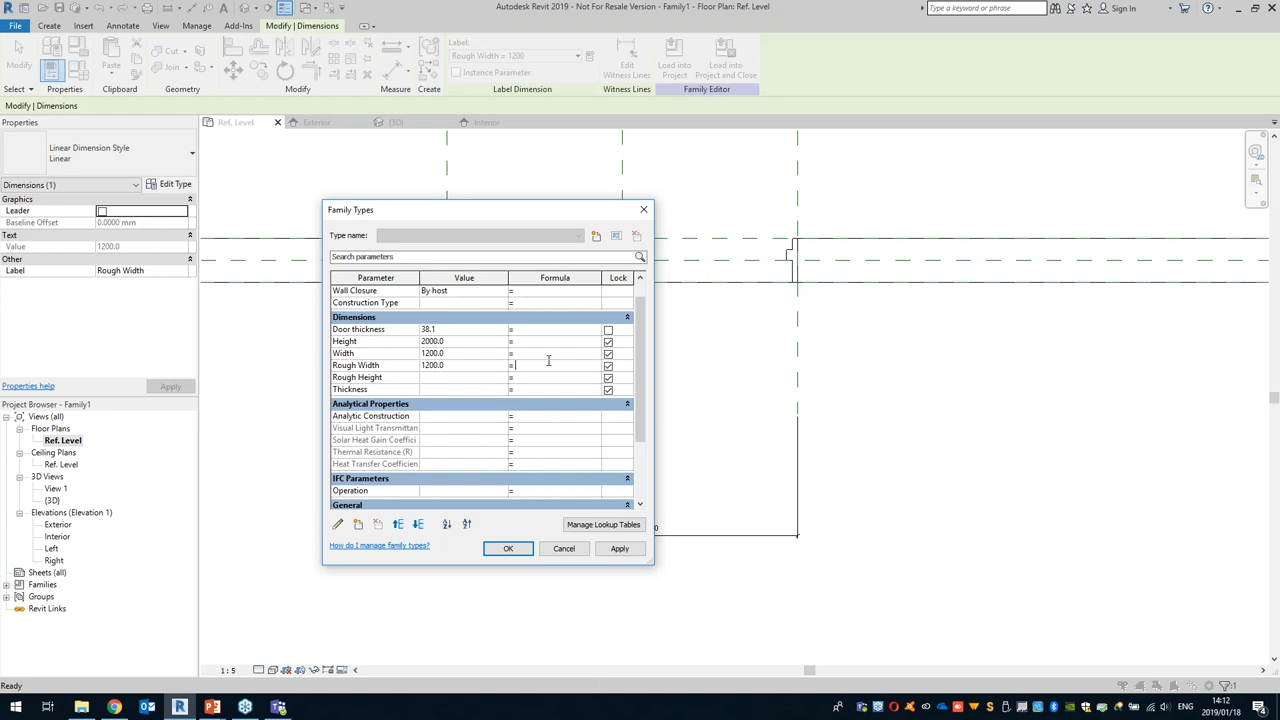 Autodesk Revit 2019 - Not For Resale Version - Family1 - Floor Plan: Ref. Level
Type a keyword or phrase
Sign In
File Create Insert Annotate View Manage Add-Ins Modify | Dimensions
Modify
Paste
Cut
Join
Label:
Rough Width = 1200
Instance Parameter
Edit Witness Lines
Load into Project
Load into Project and Close
Select Properties Clipboard Geometry Modify Measure Create Label Dimension Witness Lines Family Editor
Modify | Dimensions
Properties
Linear Dimension Style
Linear
Dimensions (1) Edit Type
Graphics
Leader
Baseline Offset 0.0000 mm
Text
Value 1200.0
Other
Label Rough Width
Properties help Apply
Project Browser - Family1
Views (all)
Floor Plans
Ref. Level
Ceiling Plans
Ref. Level
3D Views
View 1
{3D}
Elevations (Elevation 1)
Exterior
Interior
Left
Right
Sheets (all)
Families
Groups
Revit Links
Ref. Level Exterior {3D} Interior
Family Types
Type name:
Search parameters
Parameter Value Formula Lock
Wall Closure By host =
Construction Type =
Dimensions
Door thickness 38.1 =
Height 2000.0 =
Width 1200.0 =
Rough Width 1200.0 =
Rough Height =
Thickness =
Analytical Properties
Analytic Construction =
Visual Light Transmittan =
Solar Heat Gain Coeffici =
Thermal Resistance (R) =
Heat Transfer Coefficien =
IFC Parameters
Operation =
General
Manage Lookup Tables
How do I manage family types?
OK Cancel Apply
0
1 : 5
Ready
:1
ENG
14:12
2019/01/18
4